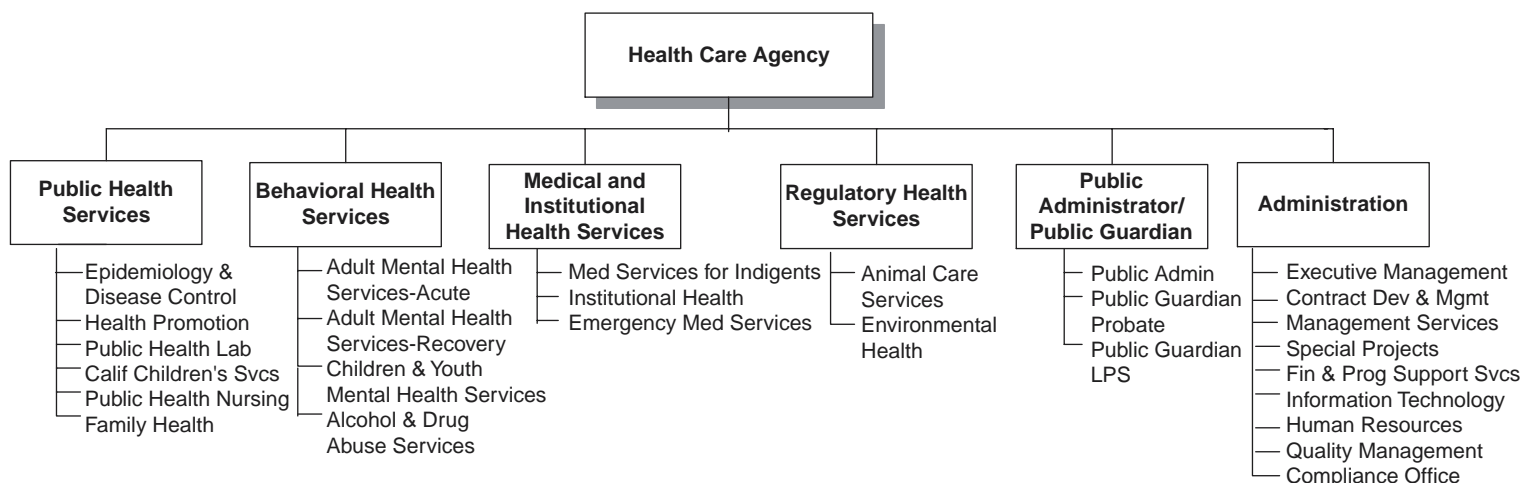 Health Care Agency
Public Health
Services
Behavioral Health
Services
Medical and
Institutional
Health Services
Regulatory Health
Services
Public
Administrator/
Public Guardian
Administration
Epidemiology &
Disease Control
Health Promotion
Public Health Lab
Calif Children's Svcs
Public Health Nursing
Family Health
Adult Mental Health
Services-Acute
Adult Mental Health
Services-Recovery
Children & Youth
Mental Health Services
Alcohol & Drug
Abuse Services
Med Services for Indigents
Institutional Health
Emergency Med Services
Animal Care
Services
Environmental
Health
Public Admin
Public Guardian
Probate
Public Guardian
LPS
Executive Management
Contract Dev & Mgmt
Management Services
Special Projects
Fin & Prog Support Svcs
Information Technology
Human Resources
Quality Management
Compliance Office